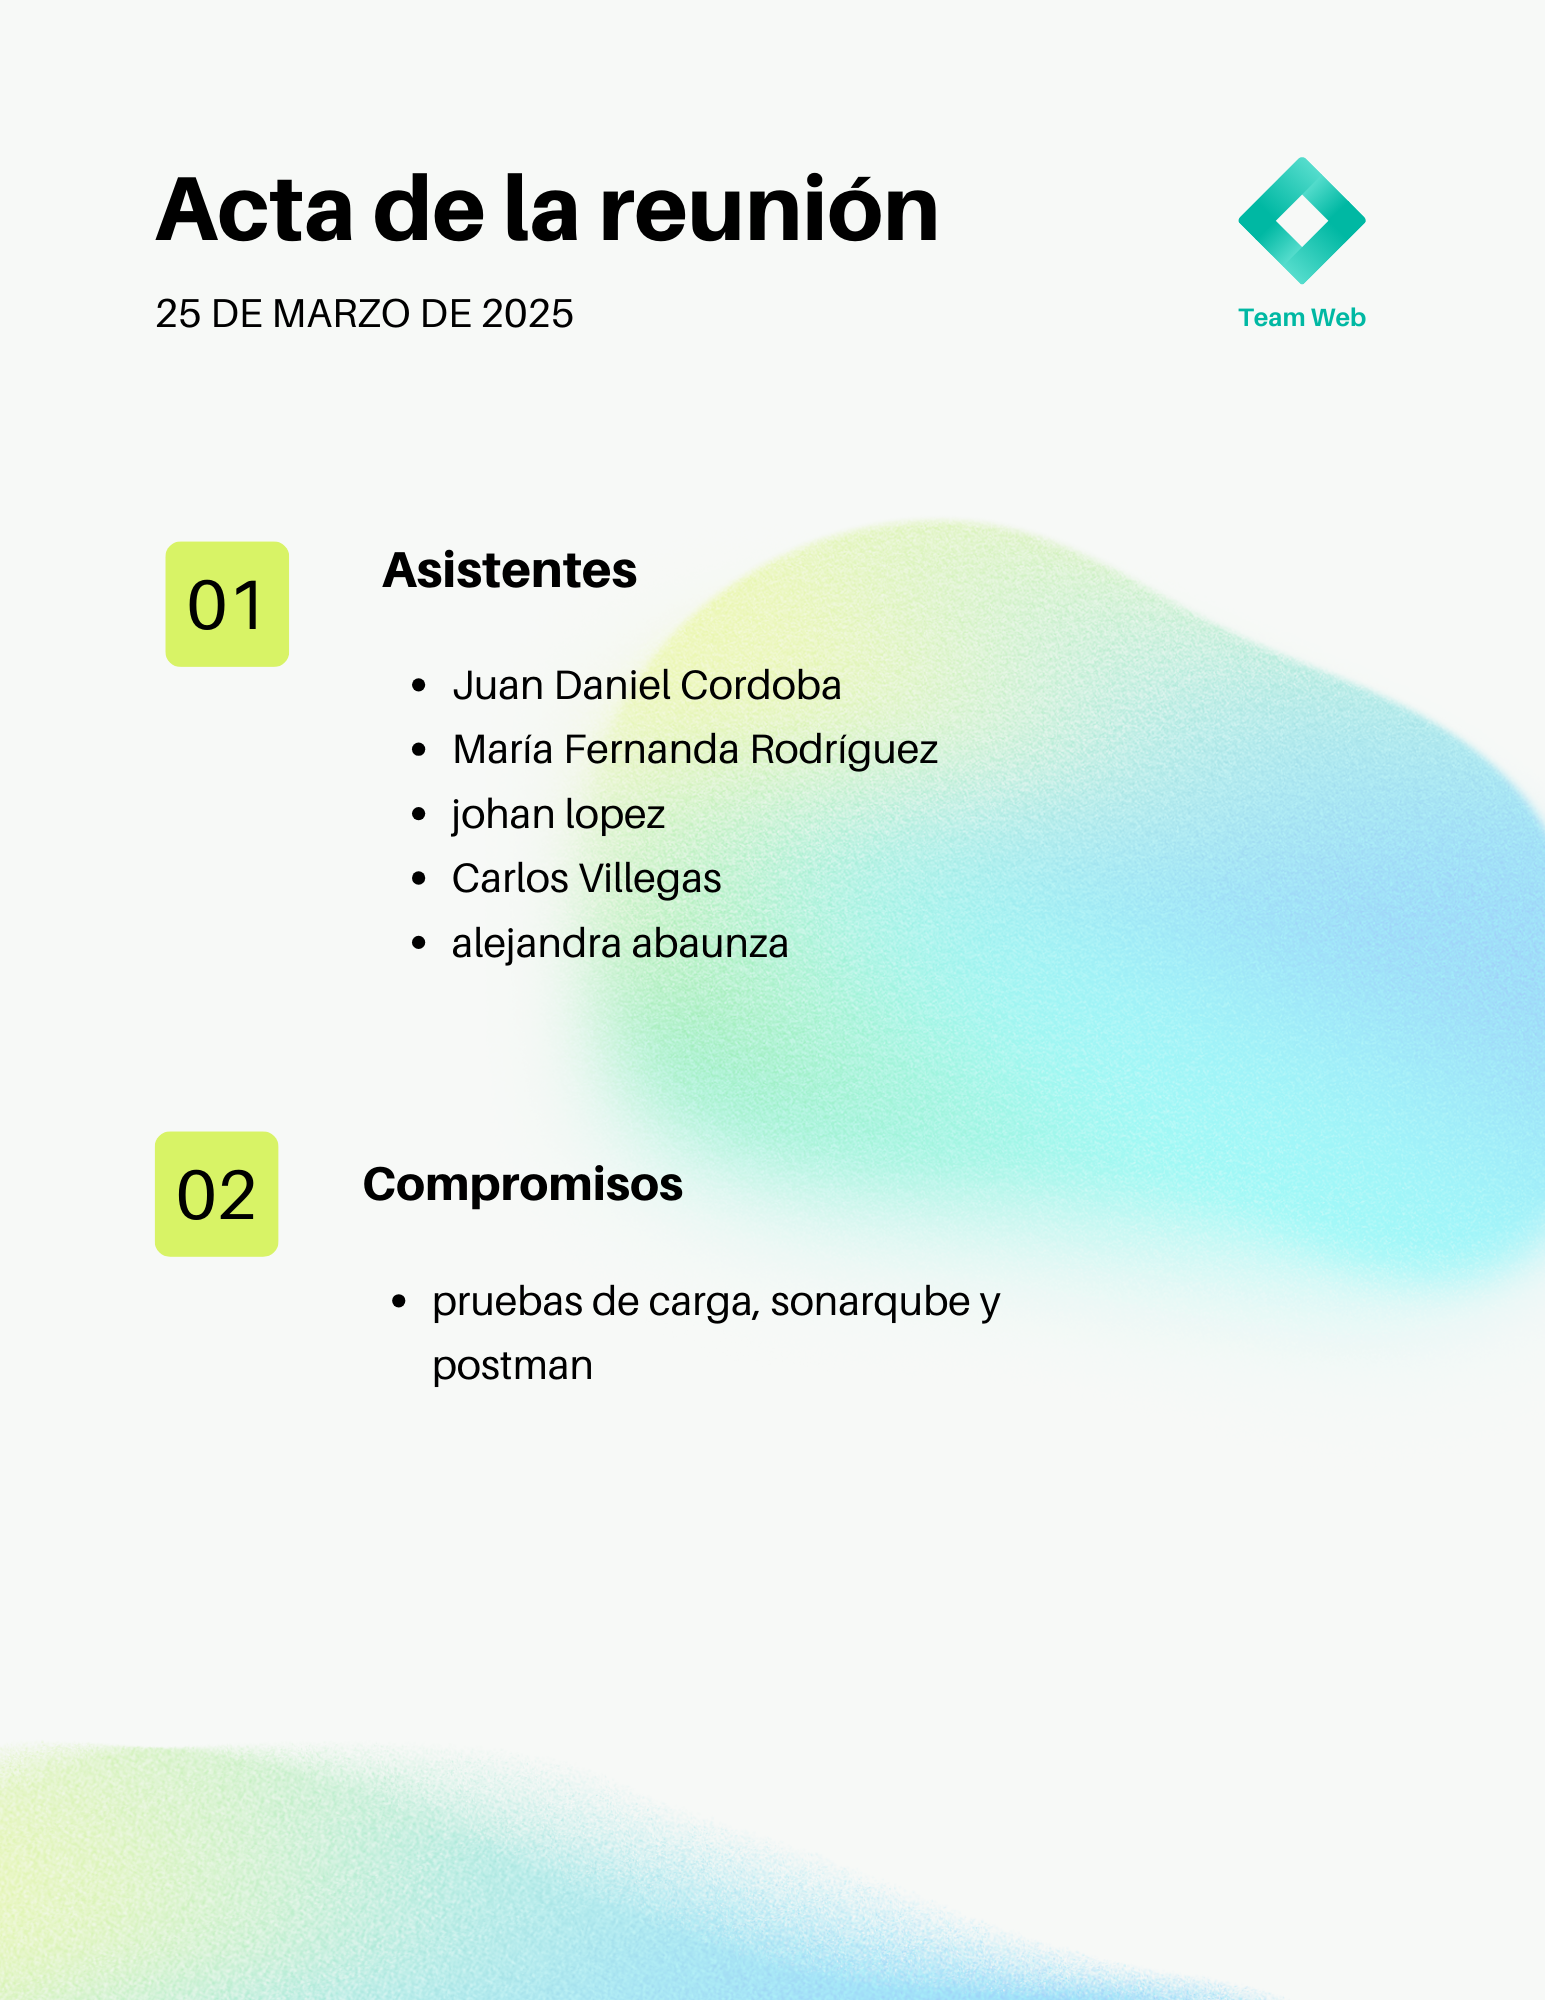 Acta de la reunión
25 DE MARZO DE 2025
Team Web
01
Asistentes
• Juan Daniel Cordoba
• María Fernanda Rodríguez
• johan lopez
• Carlos Villegas
• alejandra abaunza
02
Compromisos
• pruebas de carga, sonarqube y
postman